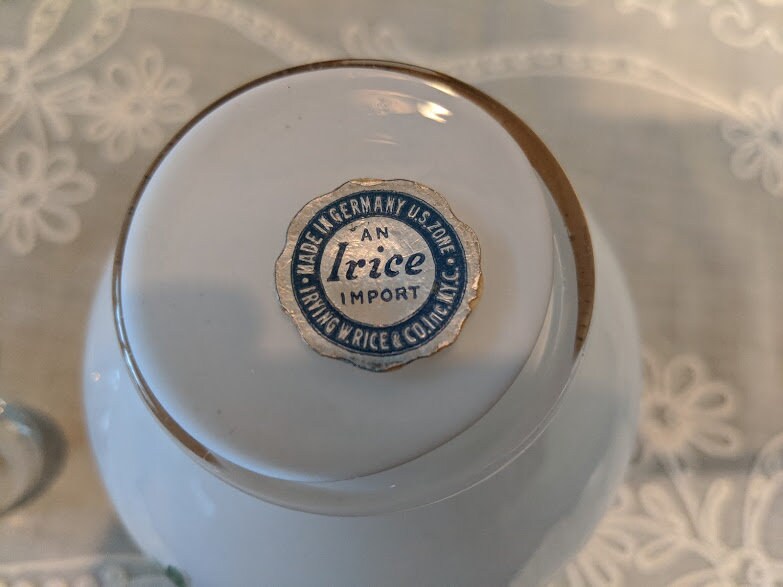 MADE IN GERMANY U.S. ZONE
AN
Irice
IMPORT
• IRVING W. RICE & CO. Inc. N.Y.C. •